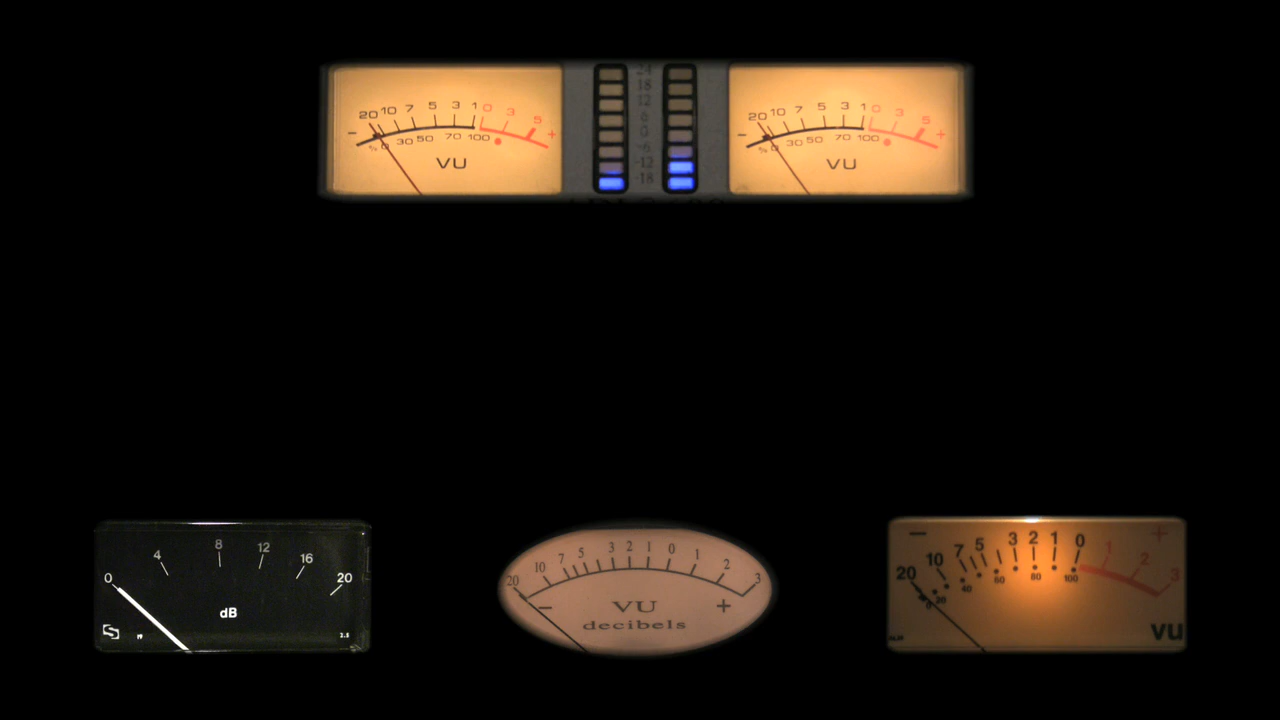 20 10 7 5 3 1 0 3 5
- % 0 30 50 70 100 +
VU
24
18
12
6
0
-6
-12
-18
20 10 7 5 3 1 0 3 5
- % 0 30 50 70 100 +
VU
0 4 8 12 16 20
dB
20 10 7 5 3 2 1 0 1 2 3
- VU +
decibels
- +
20 10 7 5 3 2 1 0 1 2 3
0 20 40 60 80 100
vu